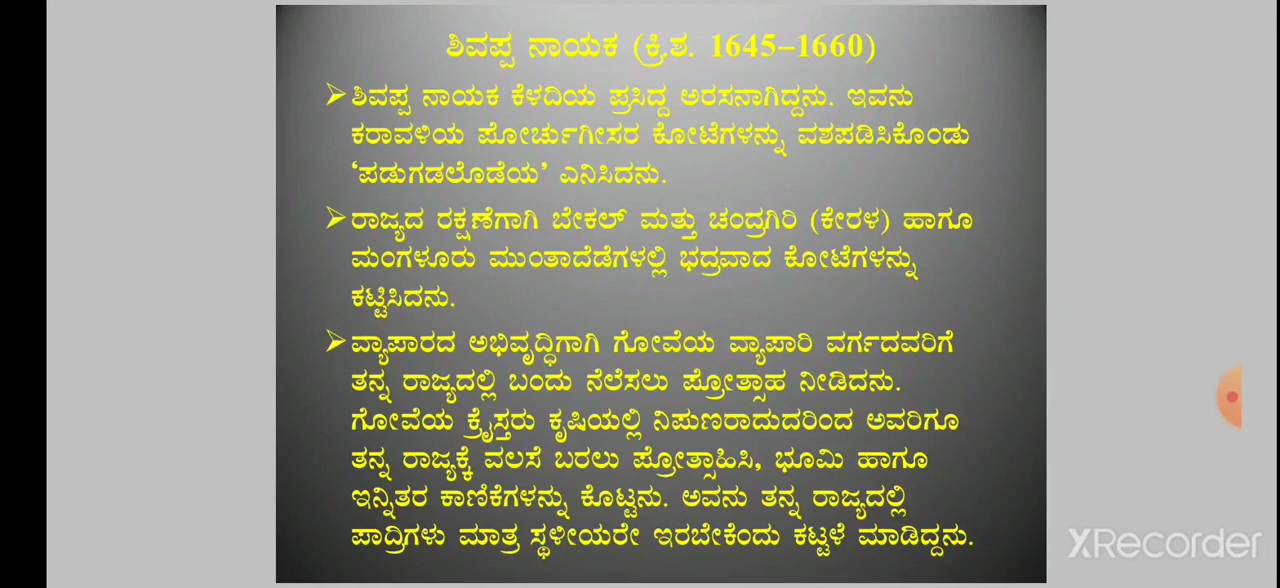 ಶಿವಪ್ಪ ನಾಯಕ (ಕ್ರಿ.ಶ. 1645–1660)
➢ ಶಿವಪ್ಪ ನಾಯಕ ಕೆಳದಿಯ ಪ್ರಸಿದ್ದ ಅರಸನಾಗಿದ್ದನು. ಇವನು
ಕರಾವಳಿಯ ಪೋರ್ಚುಗೀಸರ ಕೋಟೆಗಳನ್ನು ವಶಪಡಿಸಿಕೊಂಡು
‘ಪಡುಗಡಲೊಡೆಯ’ ಎನಿಸಿದನು.
➢ ರಾಜ್ಯದ ರಕ್ಷಣೆಗಾಗಿ ಬೇಕಲ್ ಮತ್ತು ಚಂದ್ರಗಿರಿ (ಕೇರಳ) ಹಾಗೂ
ಮಂಗಳೂರು ಮುಂತಾದೆಡೆಗಳಲ್ಲಿ ಭದ್ರವಾದ ಕೋಟೆಗಳನ್ನು
ಕಟ್ಟಿಸಿದನು.
➢ ವ್ಯಾಪಾರದ ಅಭಿವೃದ್ಧಿಗಾಗಿ ಗೋವೆಯ ವ್ಯಾಪಾರಿ ವರ್ಗದವರಿಗೆ
ತನ್ನ ರಾಜ್ಯದಲ್ಲಿ ಬಂದು ನೆಲೆಸಲು ಪ್ರೋತ್ಸಾಹ ನೀಡಿದನು.
ಗೋವೆಯ ಕ್ರೈಸ್ತರು ಕೃಷಿಯಲ್ಲಿ ನಿಪುಣರಾದುದರಿಂದ ಅವರಿಗೂ
ತನ್ನ ರಾಜ್ಯಕ್ಕೆ ವಲಸೆ ಬರಲು ಪ್ರೋತ್ಸಾಹಿಸಿ, ಭೂಮಿ ಹಾಗೂ
ಇನ್ನಿತರ ಕಾಣಿಕೆಗಳನ್ನು ಕೊಟ್ಟನು. ಅವನು ತನ್ನ ರಾಜ್ಯದಲ್ಲಿ
ಪಾದ್ರಿಗಳು ಮಾತ್ರ ಸ್ಥಳೀಯರೇ ಇರಬೇಕೆಂದು ಕಟ್ಟಳೆ ಮಾಡಿದ್ದನು.
XRecorder